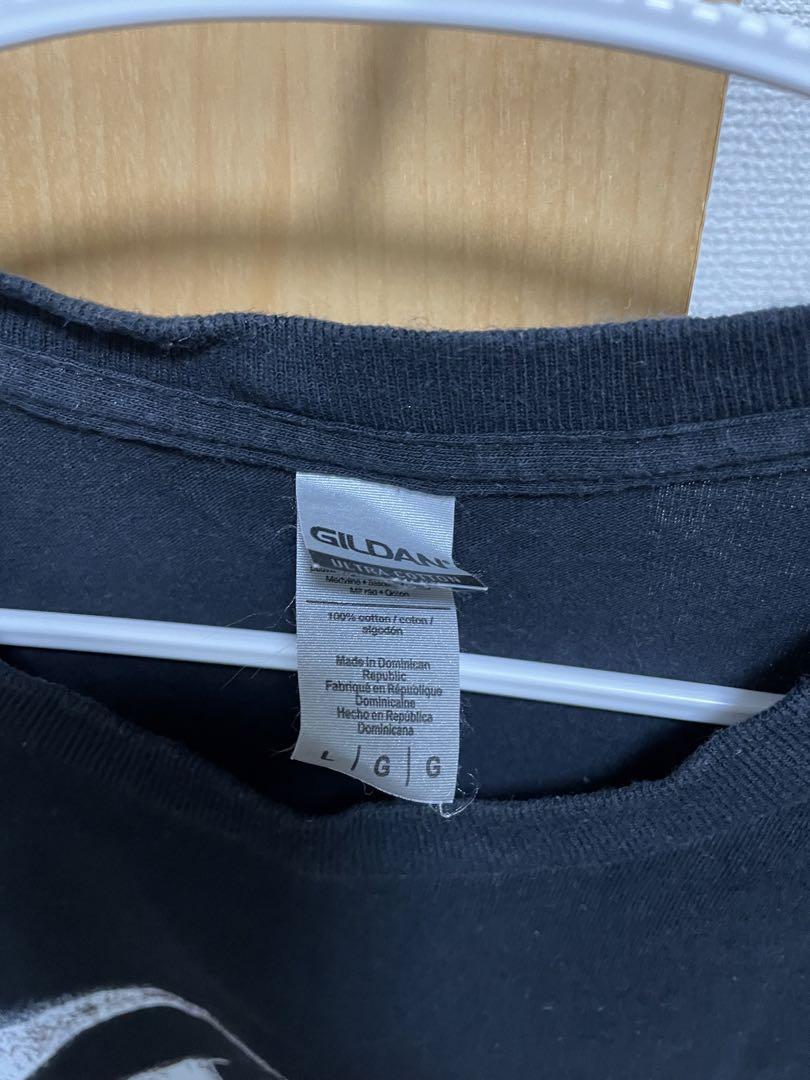 GILDAN®
ULTRA COTTON
100% cotton / coton /
algodón
Made in Dominican
Republic
Fabriqué en République
Dominicaine
Hecho en República
Dominicana
L / G | G